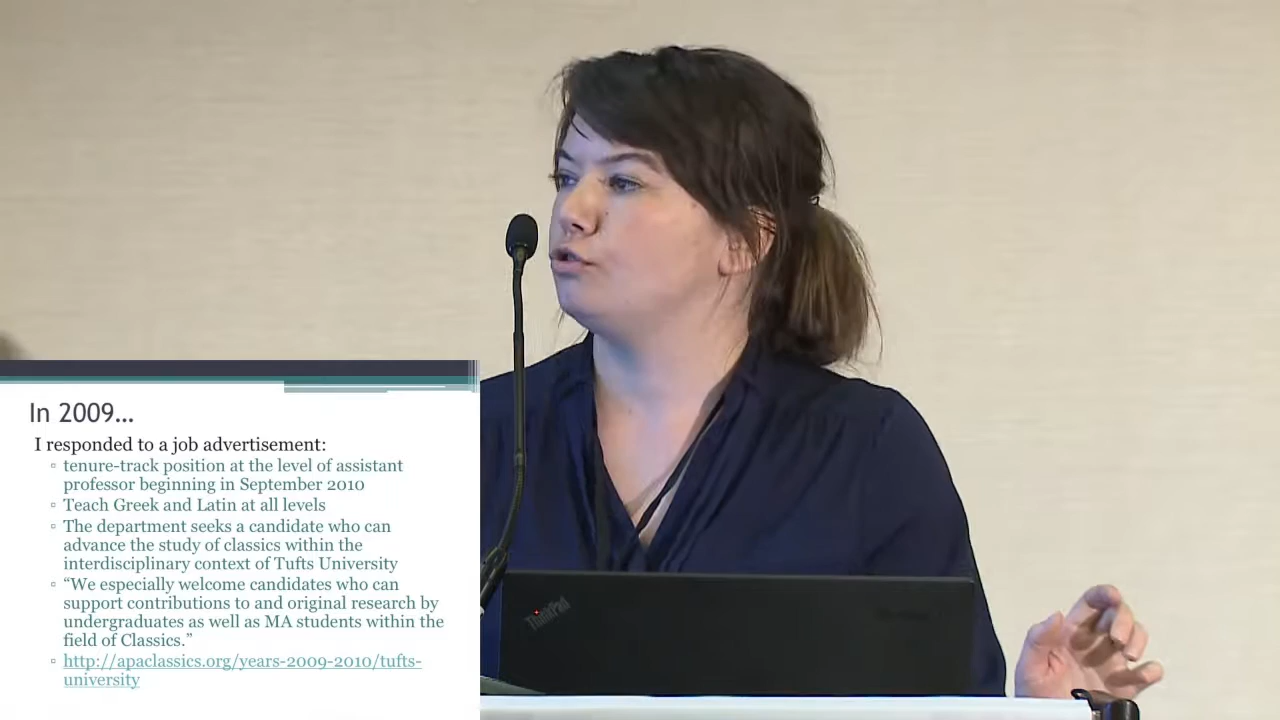 In 2009...
I responded to a job advertisement:
tenure-track position at the level of assistant
professor beginning in September 2010
Teach Greek and Latin at all levels
The department seeks a candidate who can
advance the study of classics within the
interdisciplinary context of Tufts University
“We especially welcome candidates who can
support contributions to and original research by
undergraduates as well as MA students within the
field of Classics.”
http://apaclassics.org/years-2009-2010/tufts-
university
ThinkPad